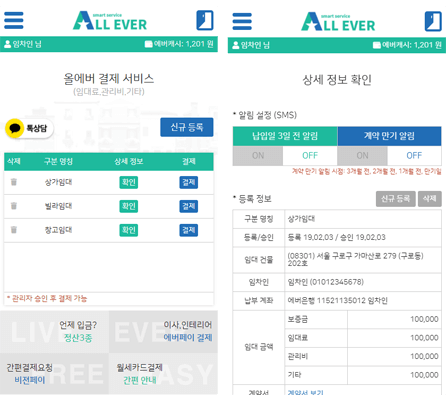 smart service
ALL EVER
임차인 님
에버캐시: 1,201 원
올에버 결제 서비스
(임대료,관리비,기타)
톡상담
신규 등록
삭제 구분 명칭 상세 정보 결제
상가임대 확인 결제
빌라임대 확인 결제
창고임대 확인 결제
* 관리자 승인 후 결제 가능
언제 입금?
정산3종
이사,인테리어
에버페이 결제
간편결제요청
비젼페이
월세카드결제
간편 안내
smart service
ALL EVER
임차인 님
에버캐시: 1,201 원
상세 정보 확인
* 알림 설정 (SMS)
납입일 3일 전 알림 계약 만기 알림
ON OFF ON OFF
계약 만기 알림 시점: 3개월 전, 2개월 전, 1개월 전, 만기일
* 등록 정보
신규 등록 삭제
구분 명칭 상가임대
등록/승인 등록 19,02,03 / 승인 19,02,03
임대 건물 (08301) 서울 구로구 가마산로 279 (구로동)
202호
임차인 임차인 (01012345678)
납부 계좌 에버은행 11521135012 임차인
임대 금액
보증금 100,000
임대료 100,000
관리비 100,000
기타 100,000
계약서 계약서 보기